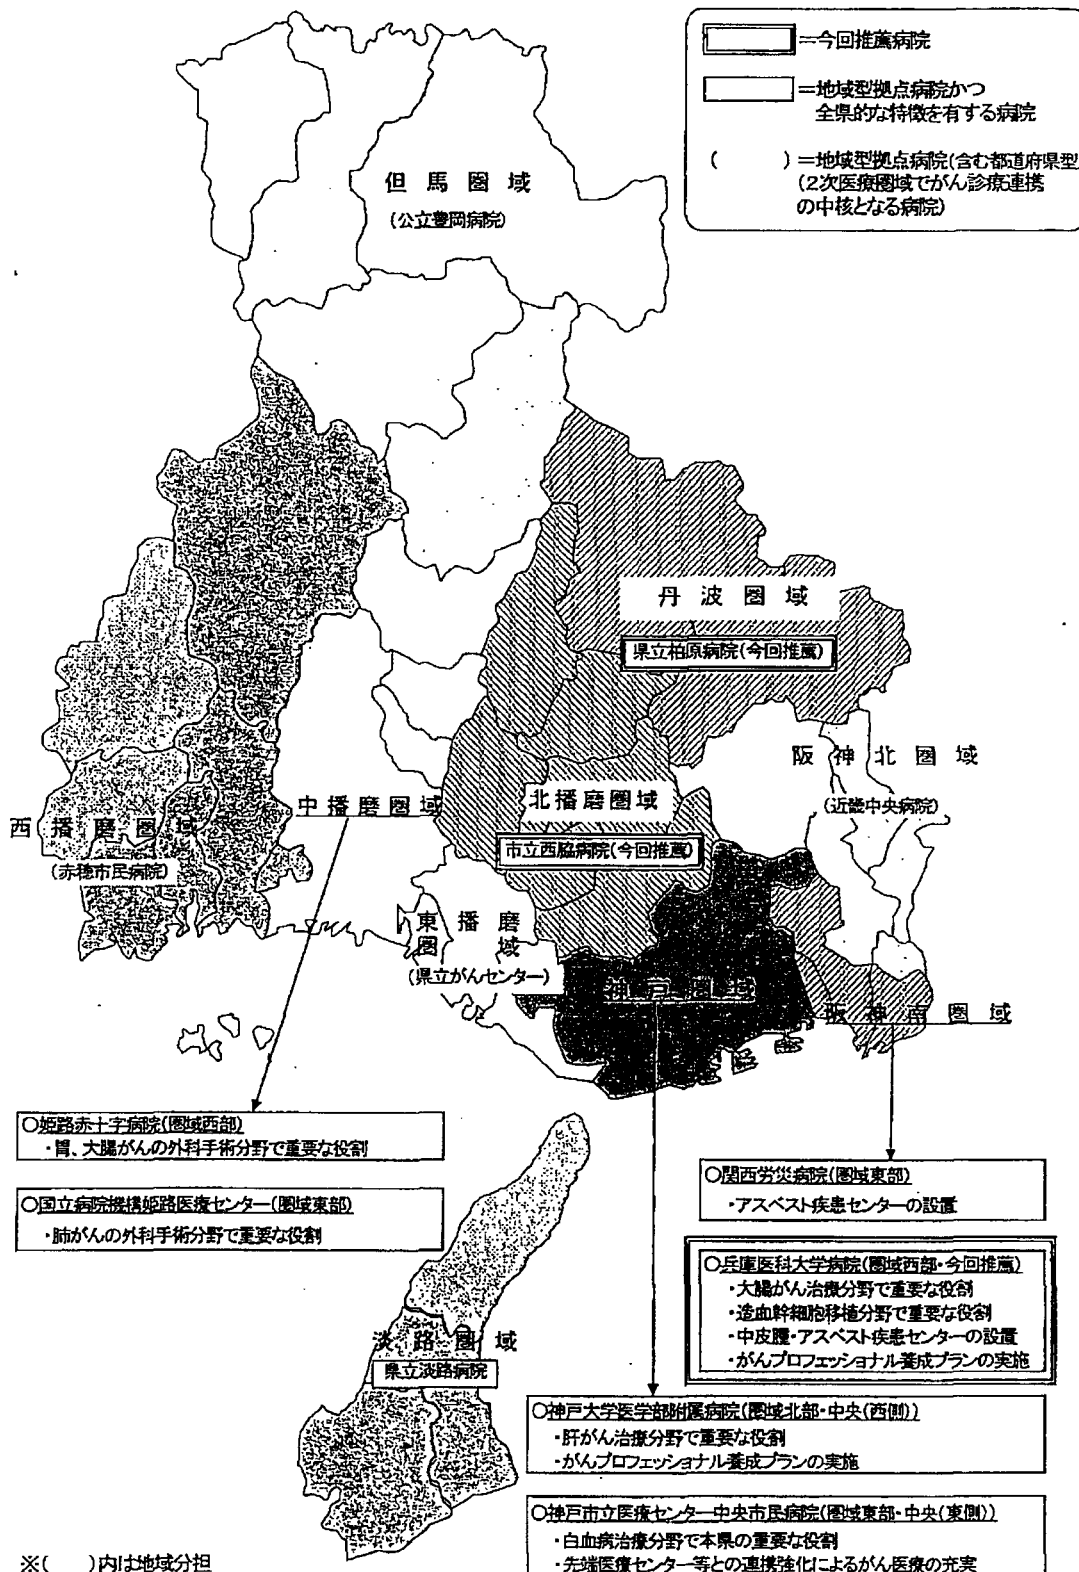 ＝今回推薦病院
＝地域型拠点病院かつ
全県的な特徴を有する病院
(　　　)＝地域型拠点病院(含む都道府県型
(2次医療圏域でがん診療連携
の中核となる病院)
但馬圏域
(公立豊岡病院)
丹波圏域
県立柏原病院(今回推薦)
阪神北圏域
(近畿中央病院)
中播磨圏域
北播磨圏域
市立西脇病院(今回推薦)
西播磨圏域
(赤穂市民病院)
東播磨
圏域
(県立がんセンター)
神戸圏域
阪神南圏域
○姫路赤十字病院(圏域西部)
・胃、大腸がんの外科手術分野で重要な役割
○国立病院機構姫路医療センター(圏域東部)
・肺がんの外科手術分野で重要な役割
○関西労災病院(圏域東部)
・アスベスト疾患センターの設置
○兵庫医科大学病院(圏域西部・今回推薦)
・大腸がん治療分野で重要な役割
・造血幹細胞移植分野で重要な役割
・中皮腫・アスベスト疾患センターの設置
・がんプロフェッショナル養成プランの実施
淡路圏域
県立淡路病院
○神戸大学医学部附属病院(圏域北部・中央(西側))
・肝がん治療分野で重要な役割
・がんプロフェッショナル養成プランの実施
○神戸市立医療センター中央市民病院(圏域東部・中央(東側))
・白血病治療分野で本県の重要な役割
・先端医療センター等との連携強化によるがん医療の充実
※(　　)内は地域分担